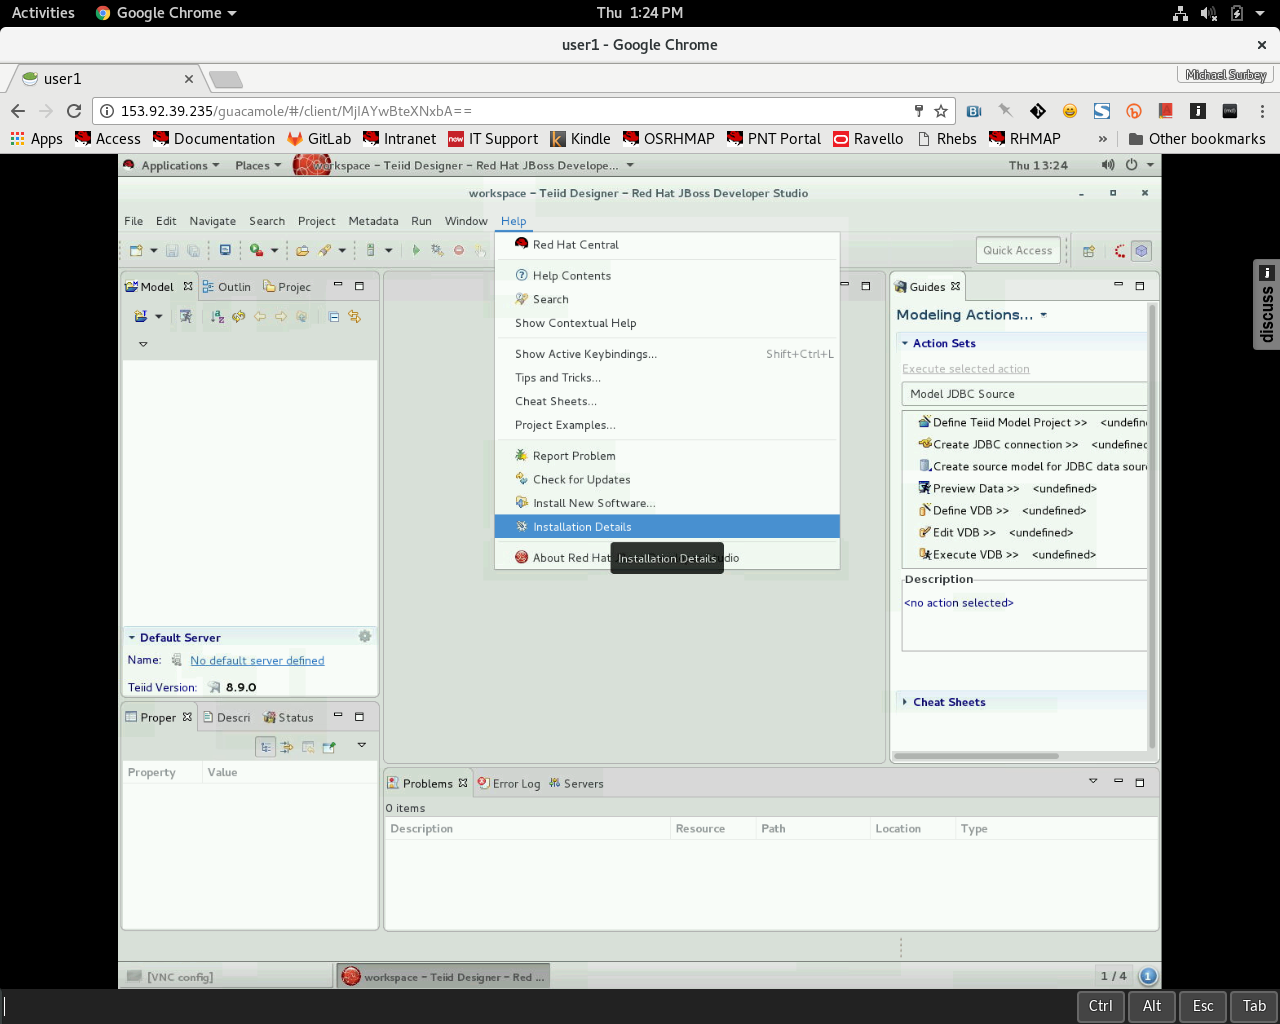 Activities Google Chrome Thu 1:24 PM
user1 - Google Chrome
user1 Michael Surbey
153.92.39.235/guacamole/#/client/MjIAYwBteXNxbA==
Apps Access Documentation GitLab Intranet now IT Support Kindle OSRHMAP PNT Portal Ravello Rhebs RHMAP » Other bookmarks
Applications Places workspace – Teiid Designer – Red Hat JBoss Develope... Thu 13:24
workspace – Teiid Designer – Red Hat JBoss Developer Studio
File Edit Navigate Search Project Metadata Run Window Help
Quick Access
Red Hat Central
Help Contents
Search
Show Contextual Help
Show Active Keybindings... Shift+Ctrl+L
Tips and Tricks...
Cheat Sheets...
Project Examples...
Report Problem
Check for Updates
Install New Software...
Installation Details
About Red Hat udio
Installation Details
Model Outlin Projec
Default Server
Name: No default server defined
Teiid Version: 8.9.0
Proper Descri Status
Property Value
Guides
Modeling Actions...
Action Sets
Execute selected action
Model JDBC Source
Define Teiid Model Project >> <undefin
Create JDBC connection >> <undefinec
Create source model for JDBC data sour
Preview Data >> <undefined>
Define VDB >> <undefined>
Edit VDB >> <undefined>
Execute VDB >> <undefined>
Description
<no action selected>
Cheat Sheets
discuss i
Problems Error Log Servers
0 items
Description Resource Path Location Type
[VNC config] workspace – Teiid Designer – Red ... 1 / 4 1
Ctrl Alt Esc Tab